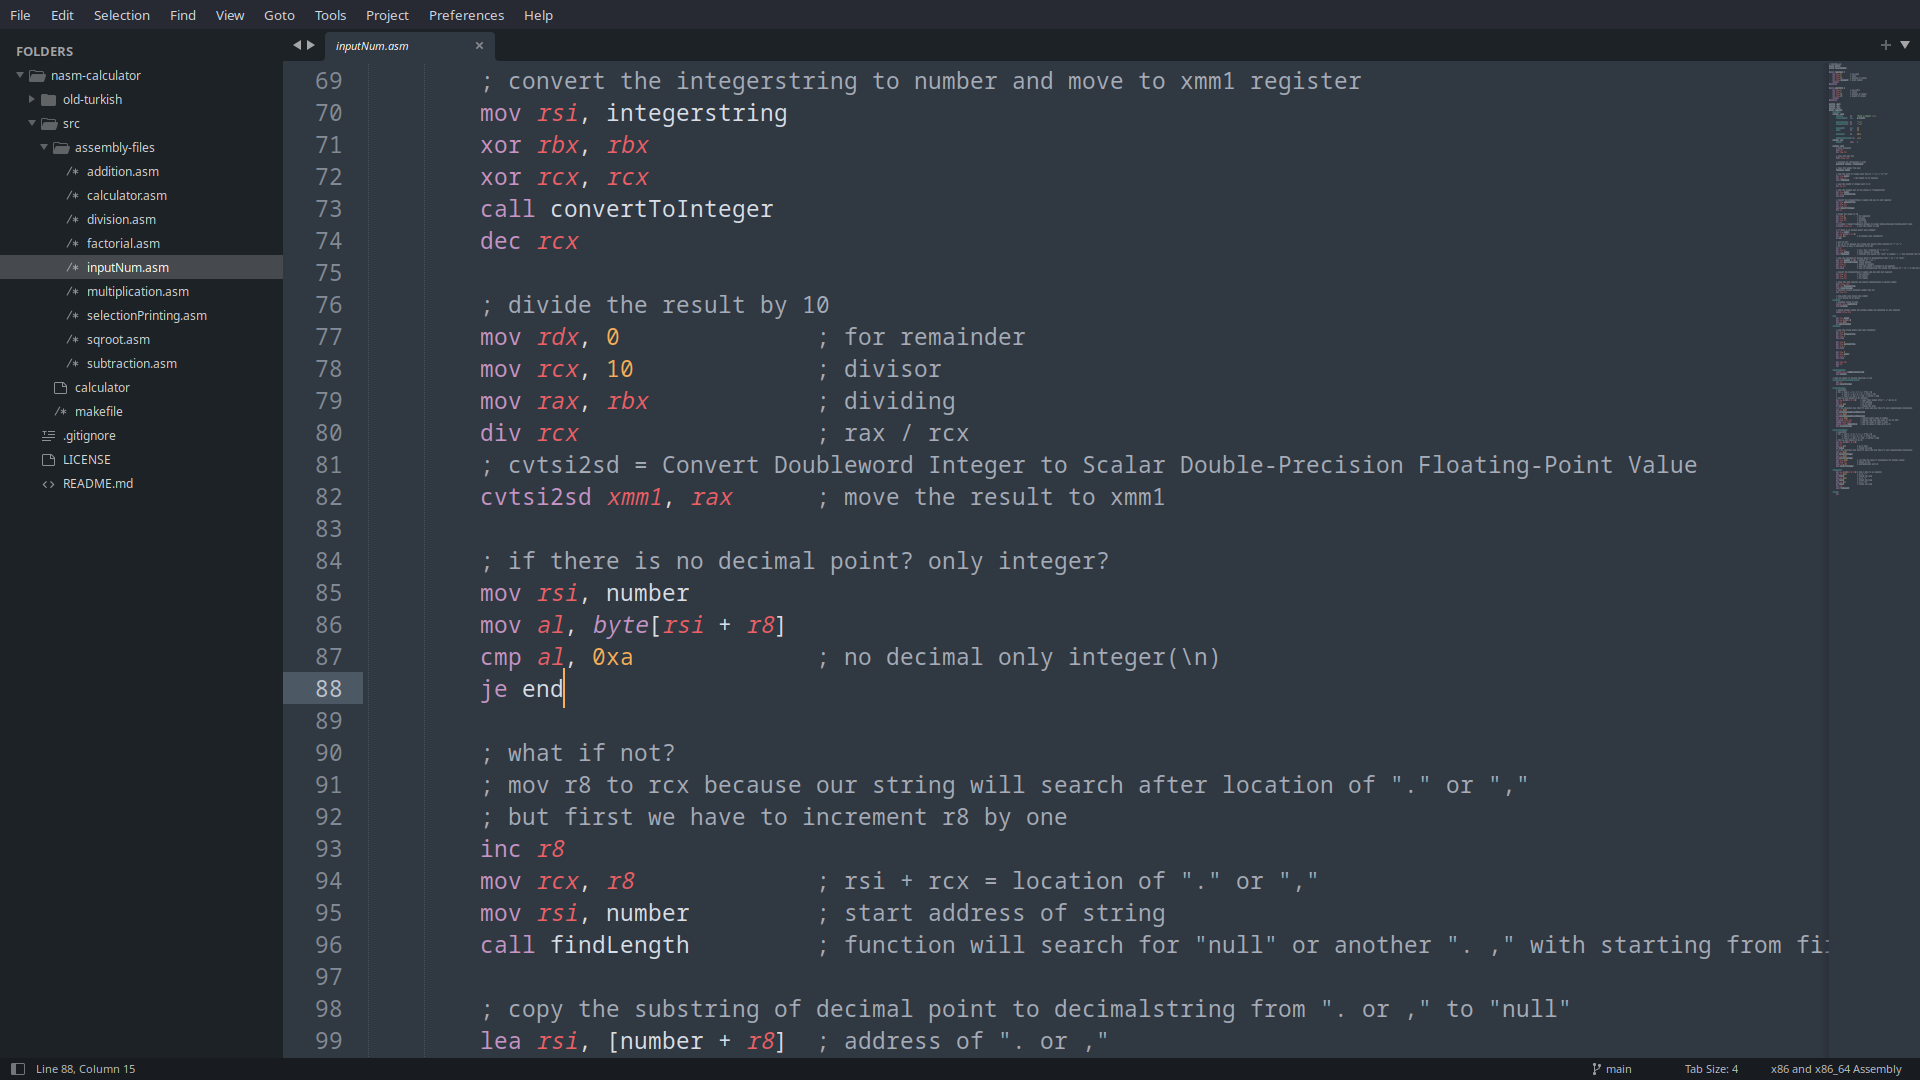 File Edit Selection Find View Goto Tools Project Preferences Help
FOLDERS
nasm-calculator
old-turkish
src
assembly-files
/* addition.asm
/* calculator.asm
/* division.asm
/* factorial.asm
/* inputNum.asm
/* multiplication.asm
/* selectionPrinting.asm
/* sqroot.asm
/* subtraction.asm
calculator
/* makefile
.gitignore
LICENSE
<> README.md
inputNum.asm ×
69 ; convert the integerstring to number and move to xmm1 register
70 mov rsi, integerstring
71 xor rbx, rbx
72 xor rcx, rcx
73 call convertToInteger
74 dec rcx
75
76 ; divide the result by 10
77 mov rdx, 0 ; for remainder
78 mov rcx, 10 ; divisor
79 mov rax, rbx ; dividing
80 div rcx ; rax / rcx
81 ; cvtsi2sd = Convert Doubleword Integer to Scalar Double-Precision Floating-Point Value
82 cvtsi2sd xmm1, rax ; move the result to xmm1
83
84 ; if there is no decimal point? only integer?
85 mov rsi, number
86 mov al, byte[rsi + r8]
87 cmp al, 0xa ; no decimal only integer(\n)
88 je end
89
90 ; what if not?
91 ; mov r8 to rcx because our string will search after location of "." or ","
92 ; but first we have to increment r8 by one
93 inc r8
94 mov rcx, r8 ; rsi + rcx = location of "." or ","
95 mov rsi, number ; start address of string
96 call findLength ; function will search for "null" or another ". ," with starting from
97
98 ; copy the substring of decimal point to decimalstring from ". or ," to "null"
99 lea rsi, [number + r8] ; address of ". or ,"
Line 88, Column 15
main
Tab Size: 4
x86 and x86_64 Assembly